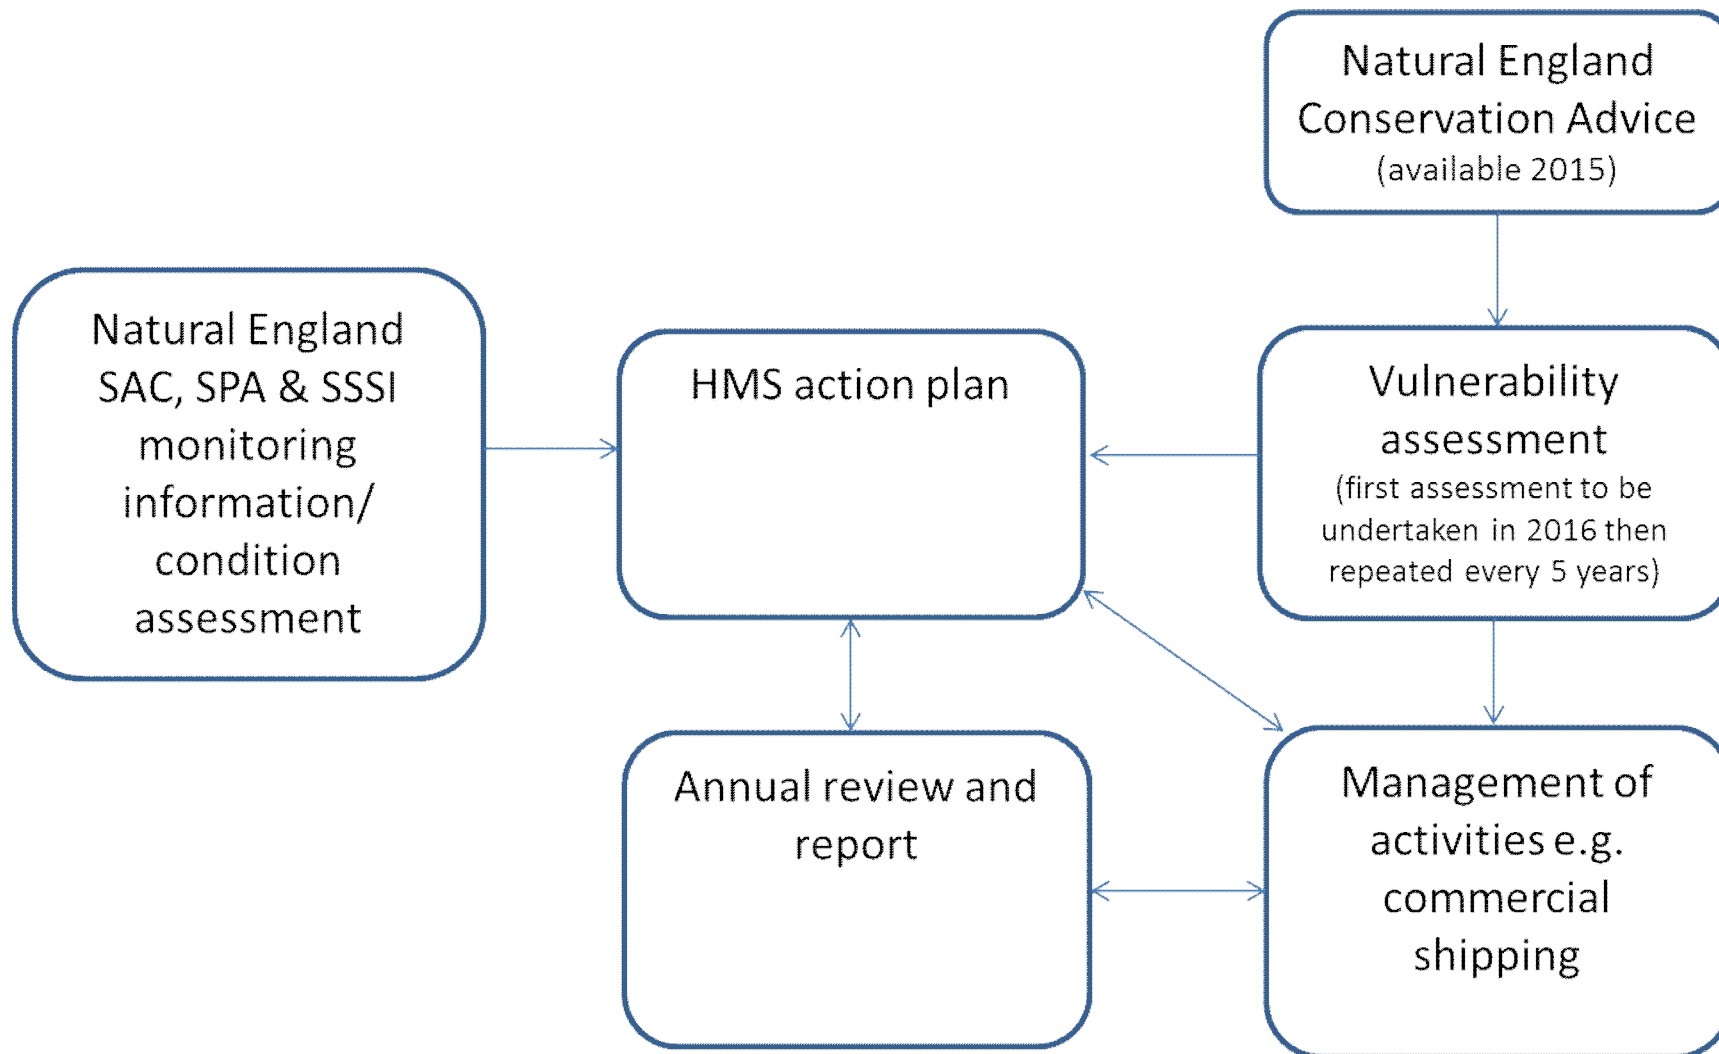 Natural England
Conservation Advice
(available 2015)
Natural England
SAC, SPA & SSSI
monitoring
information/
condition
assessment
HMS action plan
Vulnerability
assessment
(first assessment to be
undertaken in 2016 then
repeated every 5 years)
Annual review and
report
Management of
activities e.g.
commercial
shipping